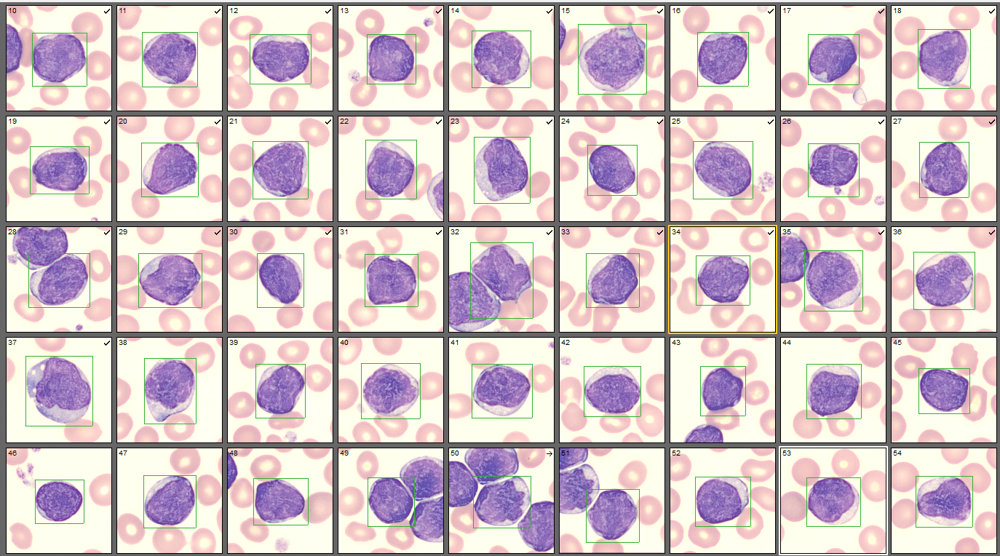 10 ✓ 11 ✓ 12 ✓ 13 ✓ 14 ✓ 15 ✓ 16 ✓ 17 ✓ 18 ✓
19 ✓ 20 ✓ 21 ✓ 22 ✓ 23 ✓ 24 ✓ 25 ✓ 26 ✓ 27 ✓
28 ✓ 29 ✓ 30 ✓ 31 ✓ 32 ✓ 33 ✓ 34 ✓ 35 ✓ 36 ✓
37 ✓ 38 39 40 41 42 43 44 45
46 47 48 49 50 → 51 52 53 54